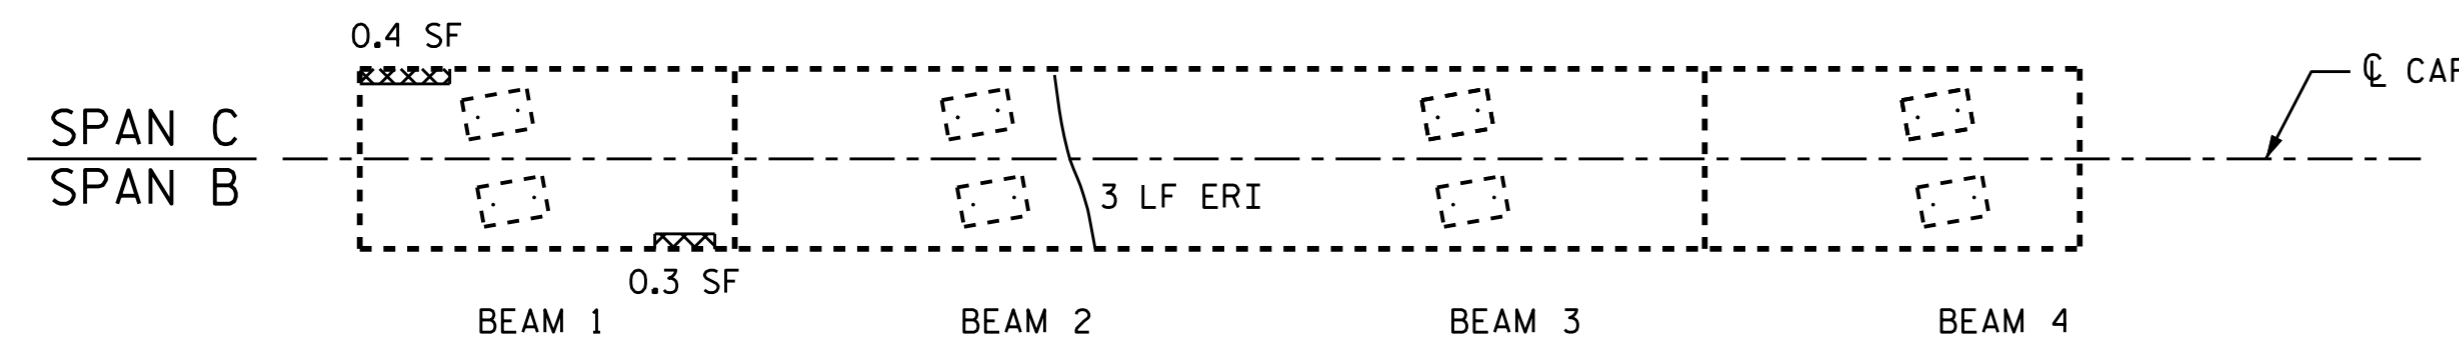 0.4 SF
℄
SPAN C
SPAN B
3 LF ERI
0.3 SF
BEAM 1 BEAM 2 BEAM 3 BEAM 4